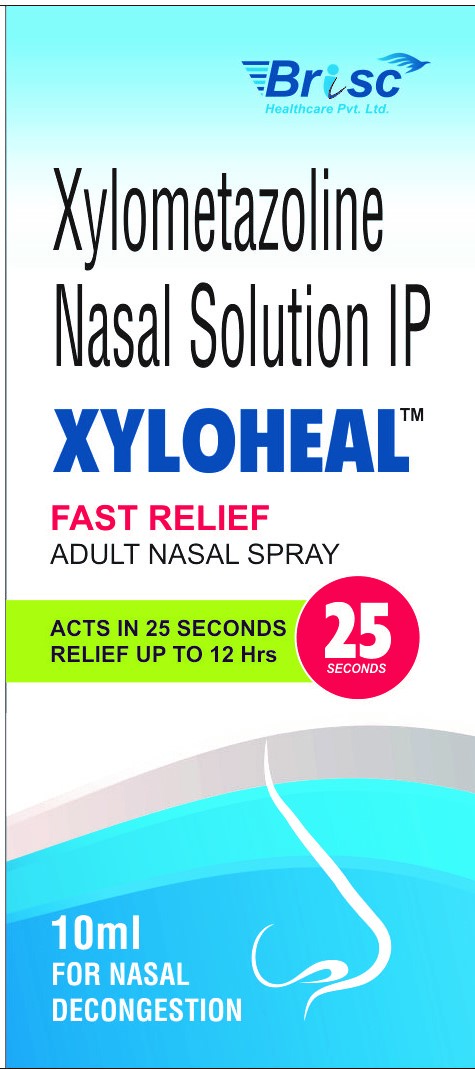 Brisc
Healthcare Pvt. Ltd.
Xylometazoline
Nasal Solution IP
XYLOHEAL™
FAST RELIEF
ADULT NASAL SPRAY
ACTS IN 25 SECONDS
RELIEF UP TO 12 Hrs
25
SECONDS
10ml
FOR NASAL
DECONGESTION